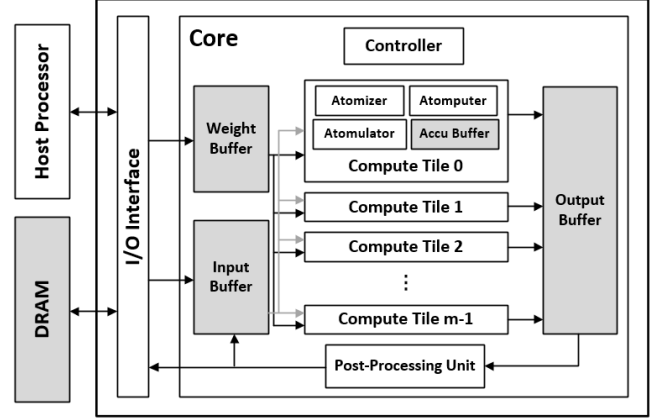 Host Processor
DRAM
I/O Interface
Core
Controller
Weight
Buffer
Input
Buffer
Atomizer
Atomputer
Atomulator
Accu Buffer
Compute Tile 0
Compute Tile 1
Compute Tile 2
⋮
Compute Tile m-1
Output
Buffer
Post-Processing Unit